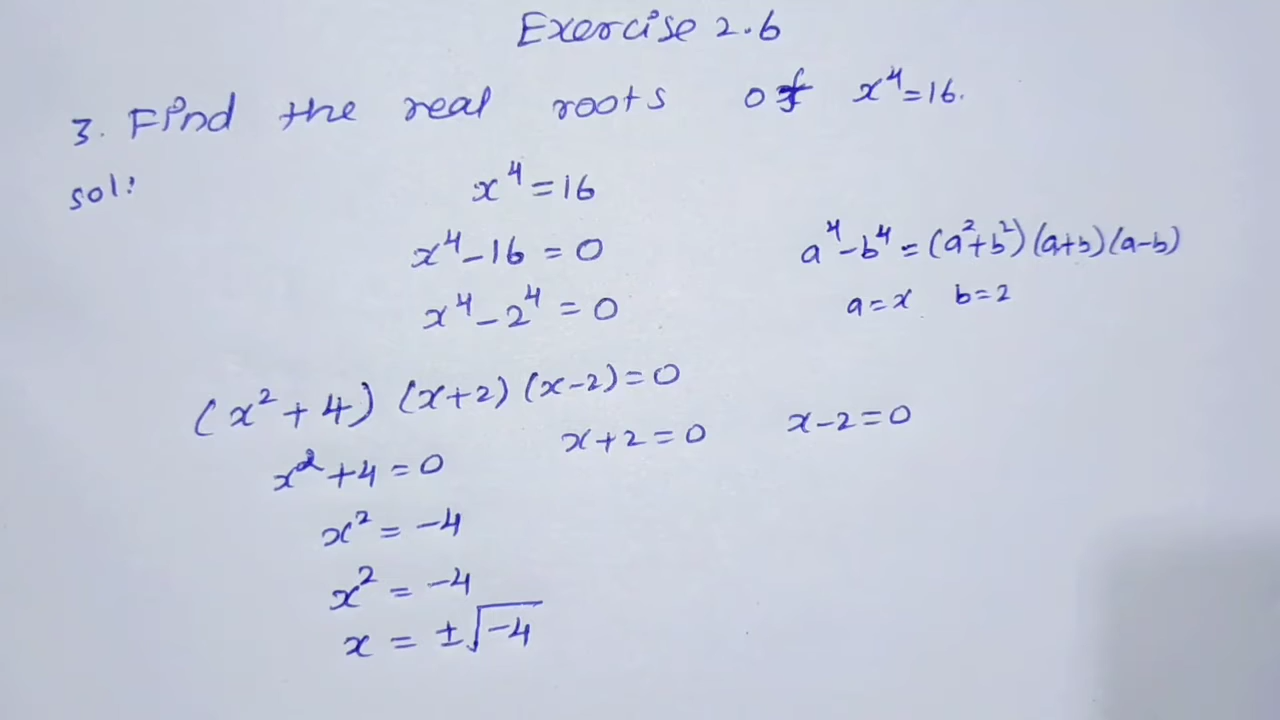 Exercise 2.6
3. Find the real roots of x⁴=16.
sol:
x⁴=16
x⁴-16=0
a⁴-b⁴=(a²+b²)(a+b)(a-b)
x⁴-2⁴=0
a=x b=2
(x²+4)(x+2)(x-2)=0
x²+4=0 x+2=0 x-2=0
x²=-4
x²=-4
x=±√-4